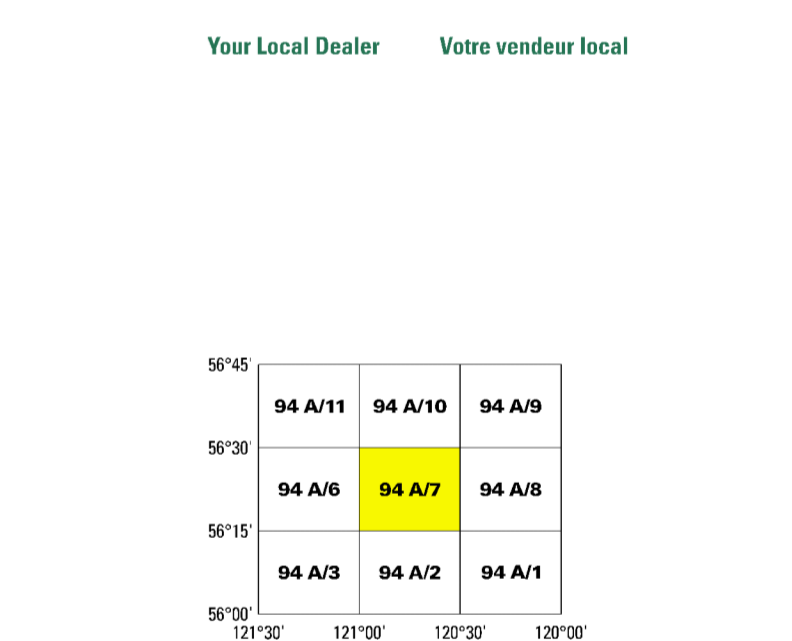 Your Local Dealer Votre vendeur local
56°45'
94 A/11 94 A/10 94 A/9
56°30'
94 A/6 94 A/7 94 A/8
56°15'
94 A/3 94 A/2 94 A/1
56°00'
121°30' 121°00' 120°30' 120°00'